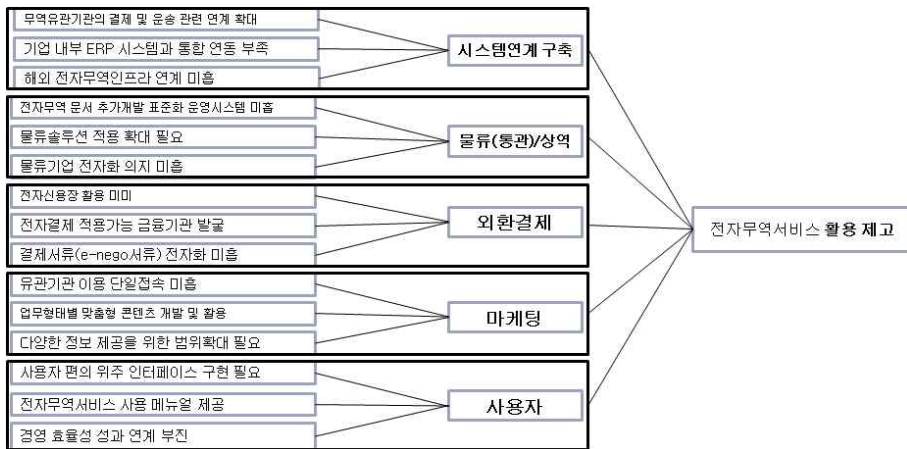 무역유관기관의 결제 및 운송 관련 연계 확대
기업 내부 ERP 시스템과 통합 연동 부족
해외 전자무역인프라 연계 미흡
시스템연계 구축
전자무역 문서 추가개발 표준화 운영시스템 미흡
물류솔루션 적용 확대 필요
물류기업 전자화 의지 미흡
물류(통관)/상역
전자신용장 활용 미미
전자결제 적용가능 금융기관 발굴
결제서류(e-nego서류) 전자화 미흡
외환결제
유관기관 이용 단일접속 미흡
업무형태별 맞춤형 콘텐츠 개발 및 활용
다양한 정보 제공을 위한 범위확대 필요
마케팅
사용자 편의 위주 인터페이스 구현 필요
전자무역서비스 사용 메뉴얼 제공
경영 효율성 성과 연계 부진
사용자
전자무역서비스 활용 제고